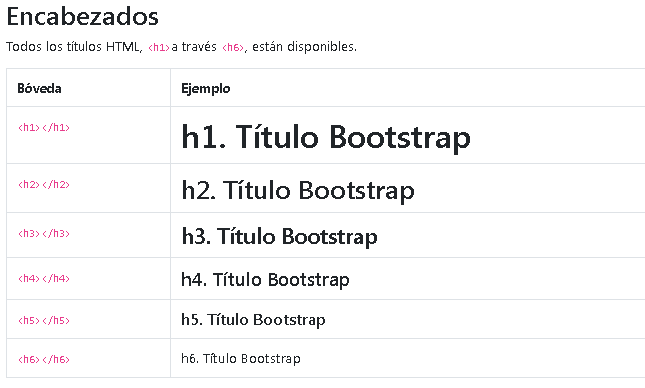 Encabezados
Todos los títulos HTML, <h1>a través <h6>, están disponibles.
Bóveda Ejemplo
<h1></h1> h1. Título Bootstrap
<h2></h2> h2. Título Bootstrap
<h3></h3> h3. Título Bootstrap
<h4></h4> h4. Título Bootstrap
<h5></h5> h5. Título Bootstrap
<h6></h6> h6. Título Bootstrap